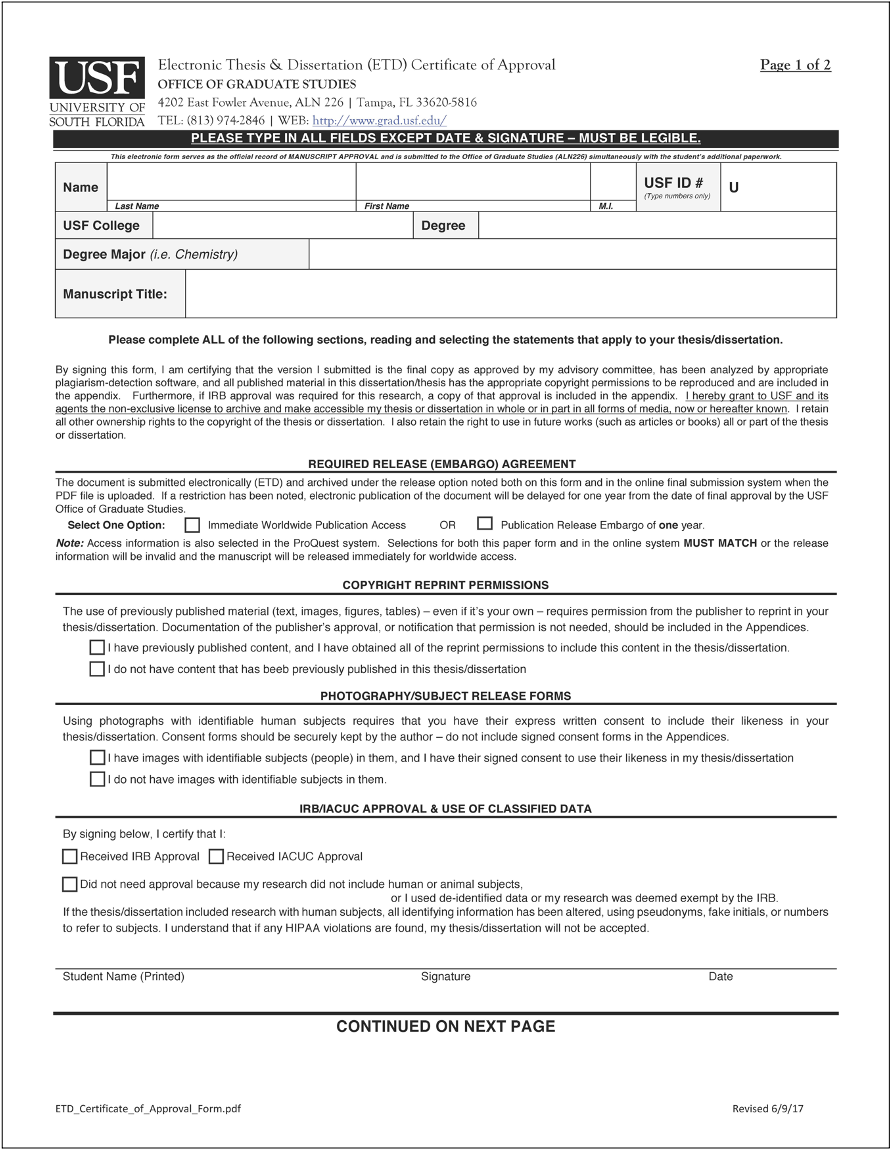 USF
UNIVERSITY OF
SOUTH FLORIDA
Electronic Thesis & Dissertation (ETD) Certificate of Approval
Page 1 of 2
OFFICE OF GRADUATE STUDIES
4202 East Fowler Avenue, ALN 226 | Tampa, FL 33620-5816
TEL: (813) 974-2846 | WEB: http://www.grad.usf.edu/
PLEASE TYPE IN ALL FIELDS EXCEPT DATE & SIGNATURE – MUST BE LEGIBLE.
This electronic form serves as the official record of MANUSCRIPT APPROVAL and is submitted to the Office of Graduate Studies (ALN226) simultaneously with the student's additional paperwork.
Name
Last Name
First Name
M.I.
USF ID #
(Type numbers only)
U
USF College
Degree
Degree Major (i.e. Chemistry)
Manuscript Title:
Please complete ALL of the following sections, reading and selecting the statements that apply to your thesis/dissertation.
By signing this form, I am certifying that the version I submitted is the final copy as approved by my advisory committee, has been analyzed by appropriate
plagiarism-detection software, and all published material in this dissertation/thesis has the appropriate copyright permissions to be reproduced and are included in
the appendix. Furthermore, if IRB approval was required for this research, a copy of that approval is included in the appendix. I hereby grant to USF and its
agents the non-exclusive license to archive and make accessible my thesis or dissertation in whole or in part in all forms of media, now or hereafter known. I retain
all other ownership rights to the copyright of the thesis or dissertation. I also retain the right to use in future works (such as articles or books) all or part of the thesis
or dissertation.
REQUIRED RELEASE (EMBARGO) AGREEMENT
The document is submitted electronically (ETD) and archived under the release option noted both on this form and in the online final submission system when the
PDF file is uploaded. If a restriction has been noted, electronic publication of the document will be delayed for one year from the date of final approval by the USF
Office of Graduate Studies.
Select One Option: Immediate Worldwide Publication Access OR Publication Release Embargo of one year.
Note: Access information is also selected in the ProQuest system. Selections for both this paper form and in the online system MUST MATCH or the release
information will be invalid and the manuscript will be released immediately for worldwide access.
COPYRIGHT REPRINT PERMISSIONS
The use of previously published material (text, images, figures, tables) – even if it's your own – requires permission from the publisher to reprint in your
thesis/dissertation. Documentation of the publisher's approval, or notification that permission is not needed, should be included in the Appendices.
I have previously published content, and I have obtained all of the reprint permissions to include this content in the thesis/dissertation.
I do not have content that has beeb previously published in this thesis/dissertation
PHOTOGRAPHY/SUBJECT RELEASE FORMS
Using photographs with identifiable human subjects requires that you have their express written consent to include their likeness in your
thesis/dissertation. Consent forms should be securely kept by the author – do not include signed consent forms in the Appendices.
I have images with identifiable subjects (people) in them, and I have their signed consent to use their likeness in my thesis/dissertation
I do not have images with identifiable subjects in them.
IRB/IACUC APPROVAL & USE OF CLASSIFIED DATA
By signing below, I certify that I:
Received IRB Approval Received IACUC Approval
Did not need approval because my research did not include human or animal subjects,
or I used de-identified data or my research was deemed exempt by the IRB.
If the thesis/dissertation included research with human subjects, all identifying information has been altered, using pseudonyms, fake initials, or numbers
to refer to subjects. I understand that if any HIPAA violations are found, my thesis/dissertation will not be accepted.
Student Name (Printed) Signature Date
CONTINUED ON NEXT PAGE
ETD_Certificate_of_Approval_Form.pdf Revised 6/9/17